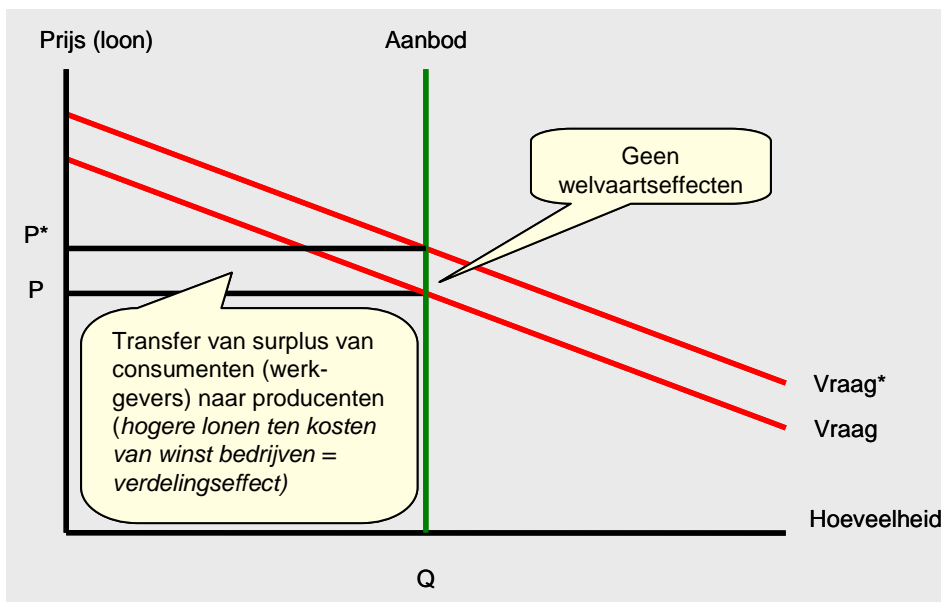 Prijs (loon)
Aanbod
Geen
welvaartseffecten
P*
P
Transfer van surplus van
consumenten (werk-
gevers) naar producenten
(hogere lonen ten kosten
van winst bedrijven =
verdelingseffect)
Vraag*
Vraag
Hoeveelheid
Q